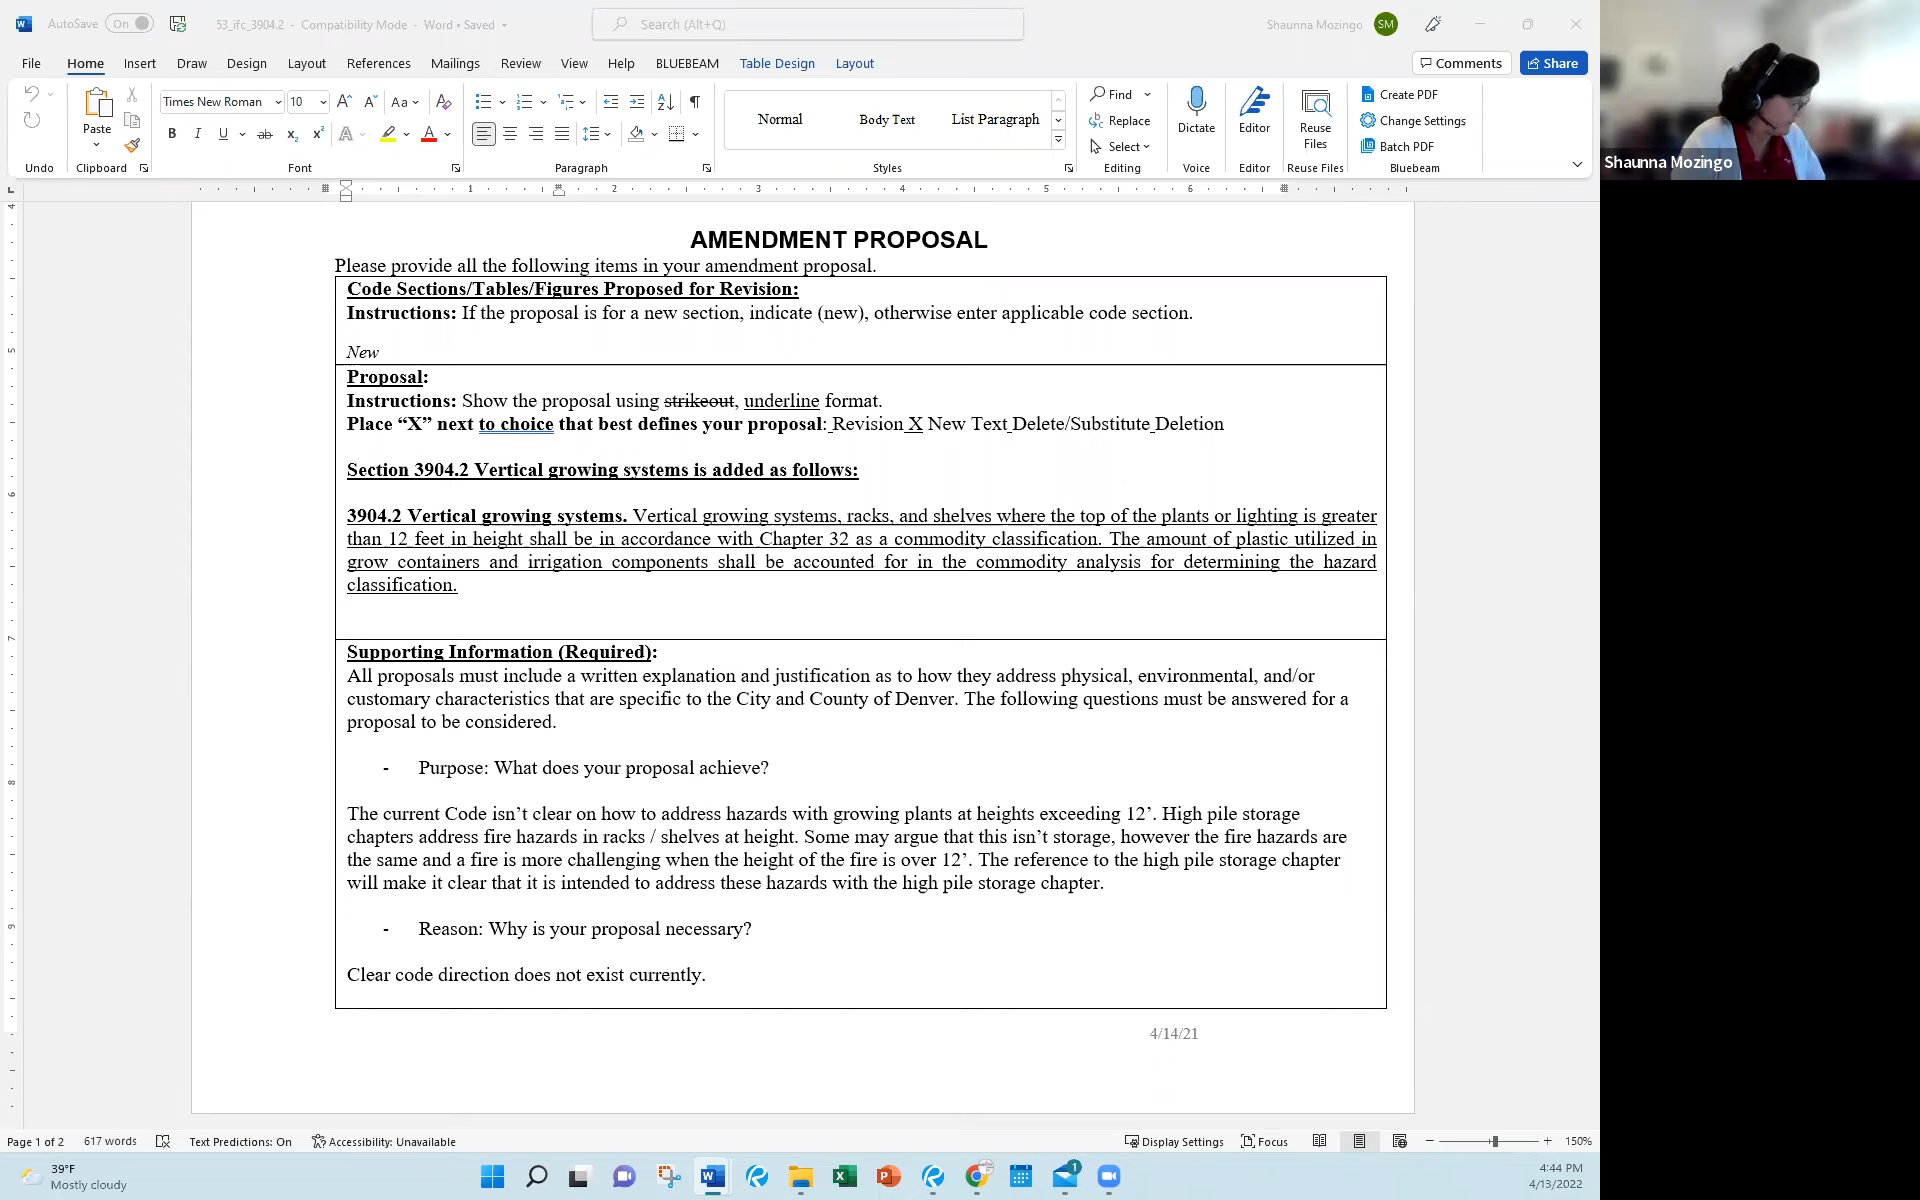 AutoSave On 53_ifc_3904.2 - Compatibility Mode - Word • Saved Search (Alt+Q) Shaunna Mozingo SM
File Home Insert Draw Design Layout References Mailings Review View Help BLUEBEAM Table Design Layout Comments Share
Times New Roman 10 Aa
Paste
Normal Body Text List Paragraph
Find
Replace
Select
Dictate
Editor
Reuse Files
Create PDF
Change Settings
Batch PDF
Undo Clipboard Font Paragraph Styles Editing Voice Editor Reuse Files Bluebeam
Shaunna Mozingo
1 2 3 4 5 6
AMENDMENT PROPOSAL
Please provide all the following items in your amendment proposal.
Code Sections/Tables/Figures Proposed for Revision:
Instructions: If the proposal is for a new section, indicate (new), otherwise enter applicable code section.
New
Proposal:
Instructions: Show the proposal using strikeout, underline format.
Place “X” next to choice that best defines your proposal: Revision X New Text Delete/Substitute Deletion
Section 3904.2 Vertical growing systems is added as follows:
3904.2 Vertical growing systems. Vertical growing systems, racks, and shelves where the top of the plants or lighting is greater
than 12 feet in height shall be in accordance with Chapter 32 as a commodity classification. The amount of plastic utilized in
grow containers and irrigation components shall be accounted for in the commodity analysis for determining the hazard
classification.
Supporting Information (Required):
All proposals must include a written explanation and justification as to how they address physical, environmental, and/or
customary characteristics that are specific to the City and County of Denver. The following questions must be answered for a
proposal to be considered.
- Purpose: What does your proposal achieve?
The current Code isn’t clear on how to address hazards with growing plants at heights exceeding 12’. High pile storage
chapters address fire hazards in racks / shelves at height. Some may argue that this isn’t storage, however the fire hazards are
the same and a fire is more challenging when the height of the fire is over 12’. The reference to the high pile storage chapter
will make it clear that it is intended to address these hazards with the high pile storage chapter.
- Reason: Why is your proposal necessary?
Clear code direction does not exist currently.
4/14/21
Page 1 of 2 617 words Text Predictions: On Accessibility: Unavailable Display Settings Focus 150%
39°F
Mostly cloudy
1
4:44 PM
4/13/2022